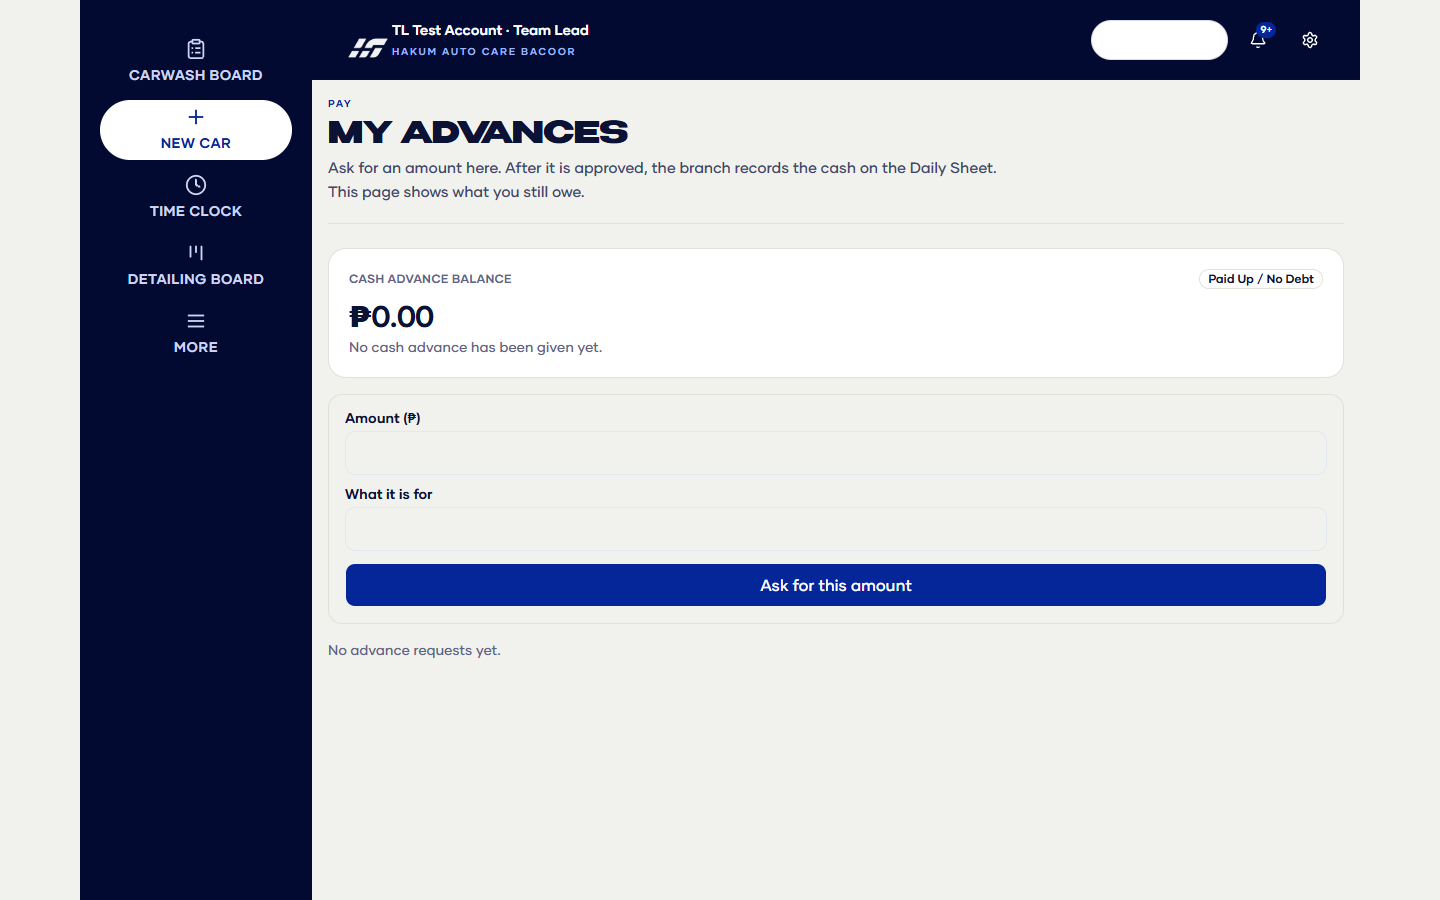 CARWASH BOARD
NEW CAR
TIME CLOCK
DETAILING BOARD
MORE
TL Test Account · Team Lead
HAKUM AUTO CARE BACOOR
9+
PAY
MY ADVANCES
Ask for an amount here. After it is approved, the branch records the cash on the Daily Sheet.
This page shows what you still owe.
CASH ADVANCE BALANCE
Paid Up / No Debt
₱0.00
No cash advance has been given yet.
Amount (₱)
What it is for
Ask for this amount
No advance requests yet.